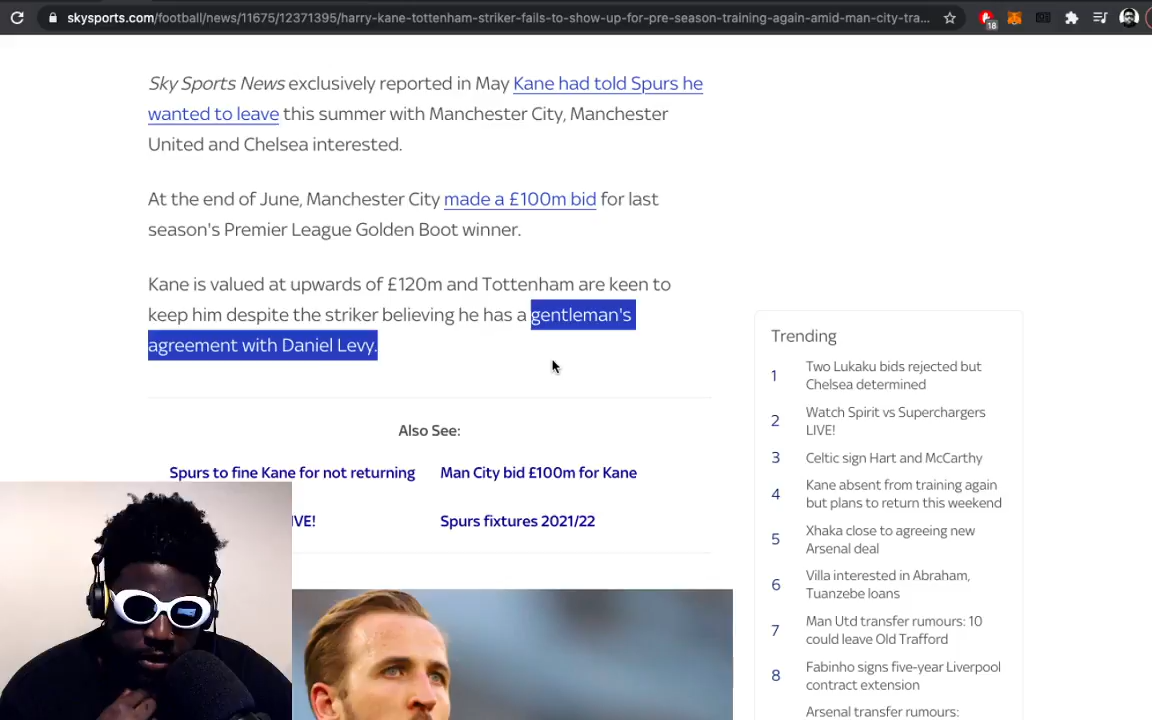 skysports.com/football/news/11675/12371395/harry-kane-tottenham-striker-fails-to-show-up-for-pre-season-training-again-amid-man-city-tra...
18
Sky Sports News exclusively reported in May Kane had told Spurs he
wanted to leave this summer with Manchester City, Manchester
United and Chelsea interested.
At the end of June, Manchester City made a £100m bid for last
season's Premier League Golden Boot winner.
Kane is valued at upwards of £120m and Tottenham are keen to
keep him despite the striker believing he has a gentleman's
agreement with Daniel Levy.
Also See:
Spurs to fine Kane for not returning
Man City bid £100m for Kane
IVE!
Spurs fixtures 2021/22
Trending
1 Two Lukaku bids rejected but
Chelsea determined
2 Watch Spirit vs Superchargers
LIVE!
3 Celtic sign Hart and McCarthy
4 Kane absent from training again
but plans to return this weekend
5 Xhaka close to agreeing new
Arsenal deal
6 Villa interested in Abraham,
Tuanzebe loans
7 Man Utd transfer rumours: 10
could leave Old Trafford
8 Fabinho signs five-year Liverpool
contract extension
Arsenal transfer rumours: